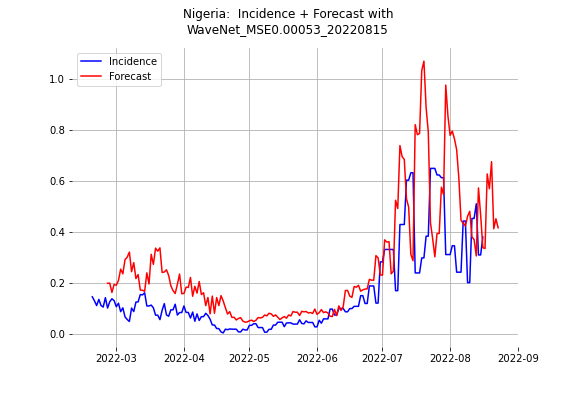 Nigeria:  Incidence + Forecast with
WaveNet_MSE0.00053_20220815
Incidence
Forecast
1.0
0.8
0.6
0.4
0.2
0.0
2022-03 2022-04 2022-05 2022-06 2022-07 2022-08 2022-09